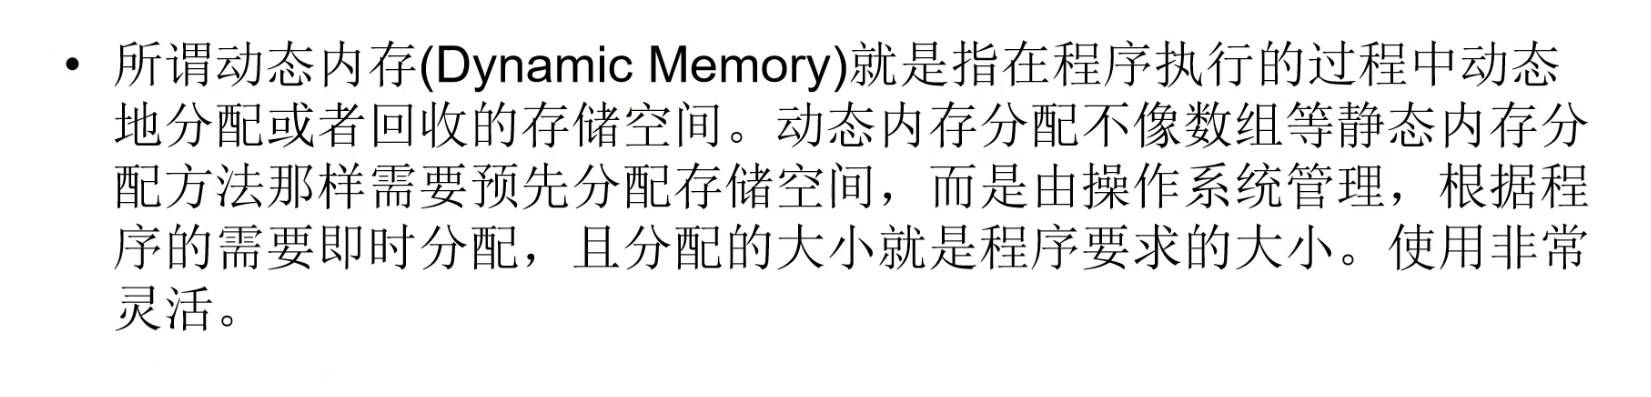 • 所谓动态内存(Dynamic Memory)就是指在程序执行的过程中动态
地分配或者回收的存储空间。动态内存分配不像数组等静态内存分
配方法那样需要预先分配存储空间，而是由操作系统管理，根据程
序的需要即时分配，且分配的大小就是程序要求的大小。使用非常
灵活。